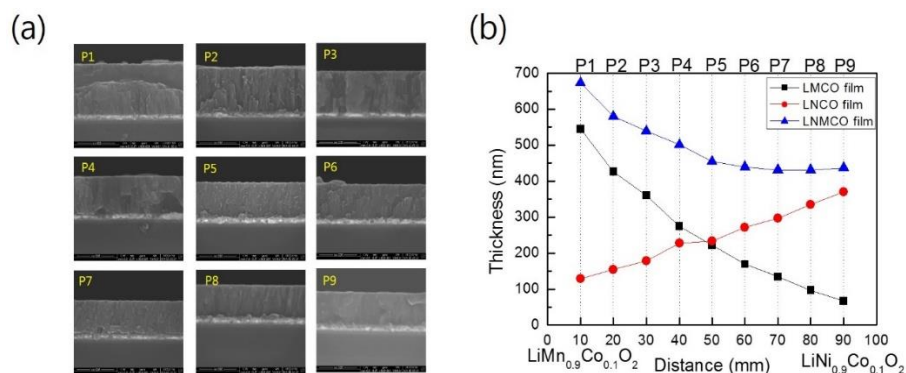 (a)
P1
P2
P3
P4
P5
P6
P7
P8
P9
(b)
P1 P2 P3 P4 P5 P6 P7 P8 P9
700
600
500
400
300
200
100
0
Thickness (nm)
LMCO film
LNCO film
LNMCO film
10 20 30 40 50 60 70 80 90 100
LiMn0.9Co0.1O2 Distance (mm) LiNi0.9Co0.1O2